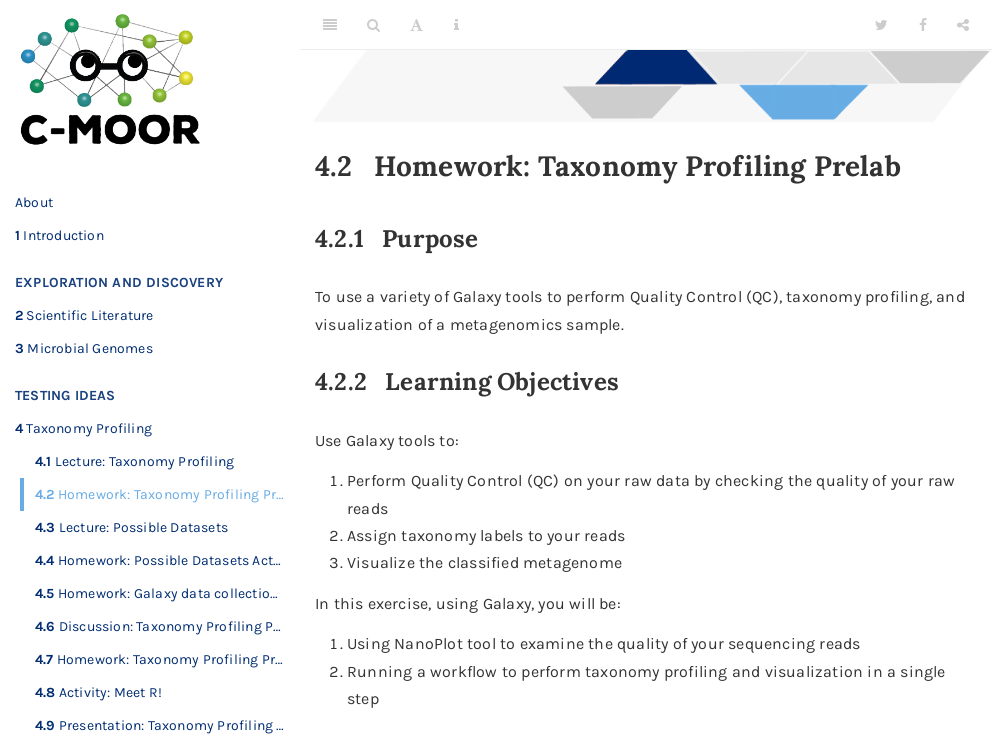 C-MOOR
About
1 Introduction
EXPLORATION AND DISCOVERY
2 Scientific Literature
3 Microbial Genomes
TESTING IDEAS
4 Taxonomy Profiling
4.1 Lecture: Taxonomy Profiling
4.2 Homework: Taxonomy Profiling Pr...
4.3 Lecture: Possible Datasets
4.4 Homework: Possible Datasets Act...
4.5 Homework: Galaxy data collectio...
4.6 Discussion: Taxonomy Profiling P...
4.7 Homework: Taxonomy Profiling Pr...
4.8 Activity: Meet R!
4.9 Presentation: Taxonomy Profiling ...
4.2 Homework: Taxonomy Profiling Prelab
4.2.1 Purpose
To use a variety of Galaxy tools to perform Quality Control (QC), taxonomy profiling, and
visualization of a metagenomics sample.
4.2.2 Learning Objectives
Use Galaxy tools to:
1. Perform Quality Control (QC) on your raw data by checking the quality of your raw
reads
2. Assign taxonomy labels to your reads
3. Visualize the classified metagenome
In this exercise, using Galaxy, you will be:
1. Using NanoPlot tool to examine the quality of your sequencing reads
2. Running a workflow to perform taxonomy profiling and visualization in a single
step